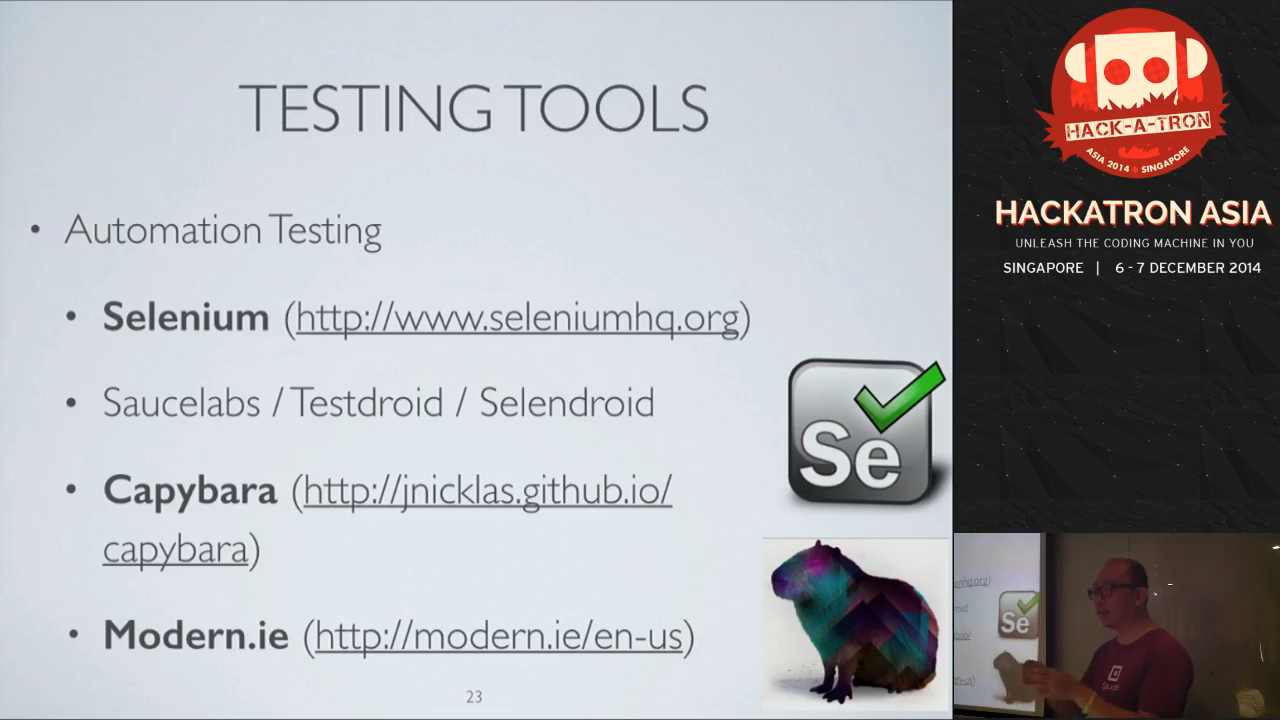 TESTING TOOLS
• Automation Testing
• Selenium (http://www.seleniumhq.org)
• Saucelabs / Testdroid / Selendroid
• Capybara (http://jnicklas.github.io/
capybara)
• Modern.ie (http://modern.ie/en-us)
23
Se
HACK-A-TRON
ASIA 2014 SINGAPORE
HACKATRON ASIA
UNLEASH THE CODING MACHINE IN YOU
SINGAPORE | 6 - 7 DECEMBER 2014
Se